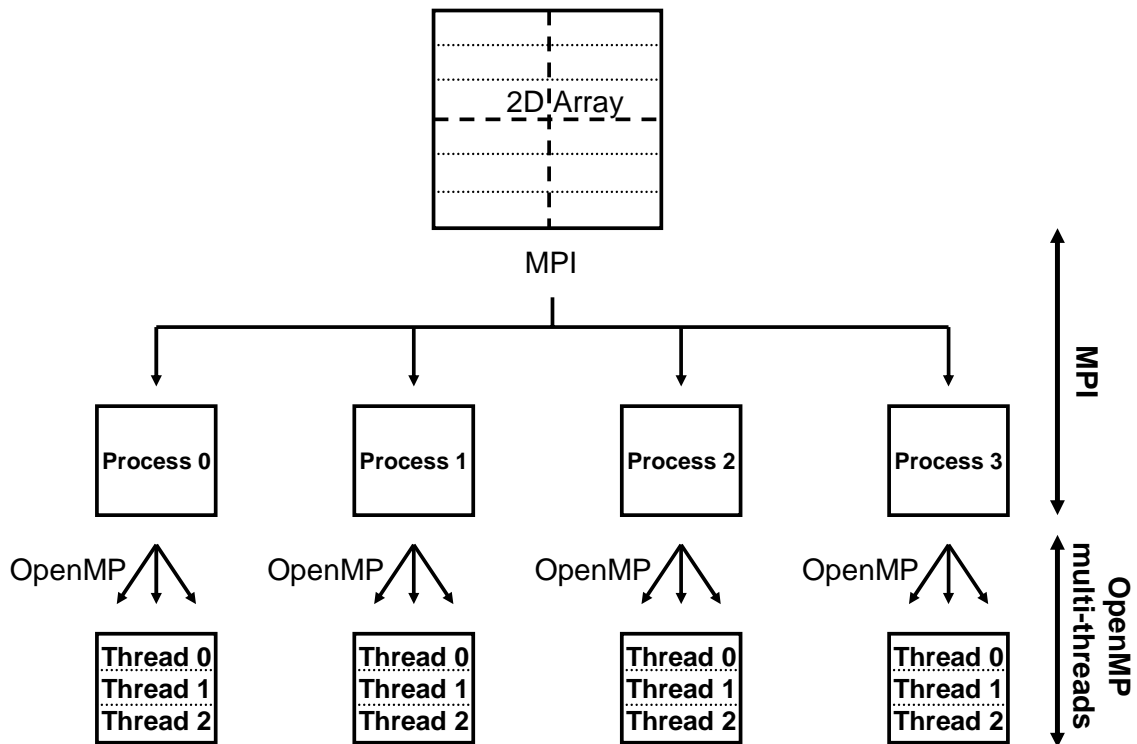 2D Array
MPI
MPI
Process 0
Process 1
Process 2
Process 3
OpenMP
OpenMP
OpenMP
OpenMP
OpenMP
multi-threads
Thread 0
Thread 1
Thread 2
Thread 0
Thread 1
Thread 2
Thread 0
Thread 1
Thread 2
Thread 0
Thread 1
Thread 2